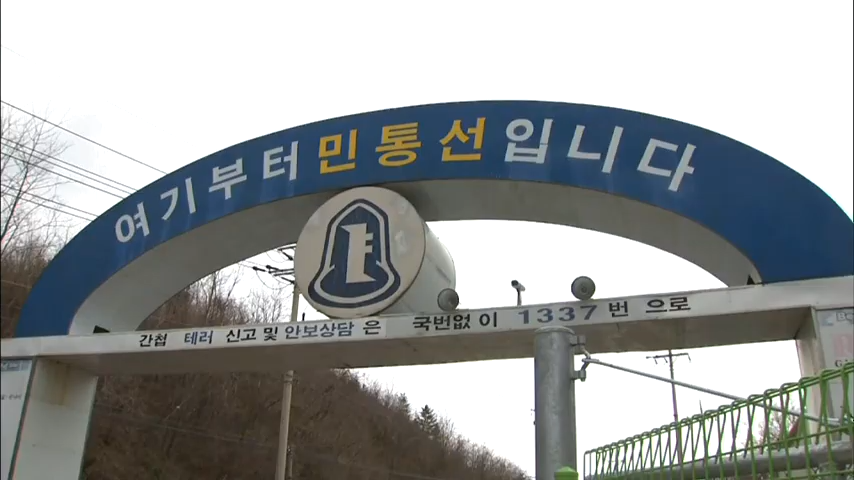 여기부터 민통선입니다
간첩 테러 신고 및 안보상담 은 국번없 이 1337 번 으로